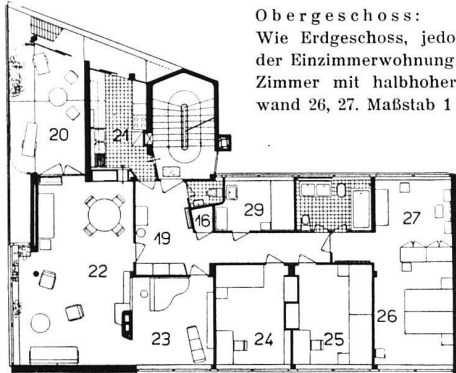 Obergeschoss:
Wie Erdgeschoss, jedo
der Einzimmerwohnung
Zimmer mit halbhoher
wand 26, 27. Maßstab 1
20
21
16
29
27
19
22
26
23
24
25